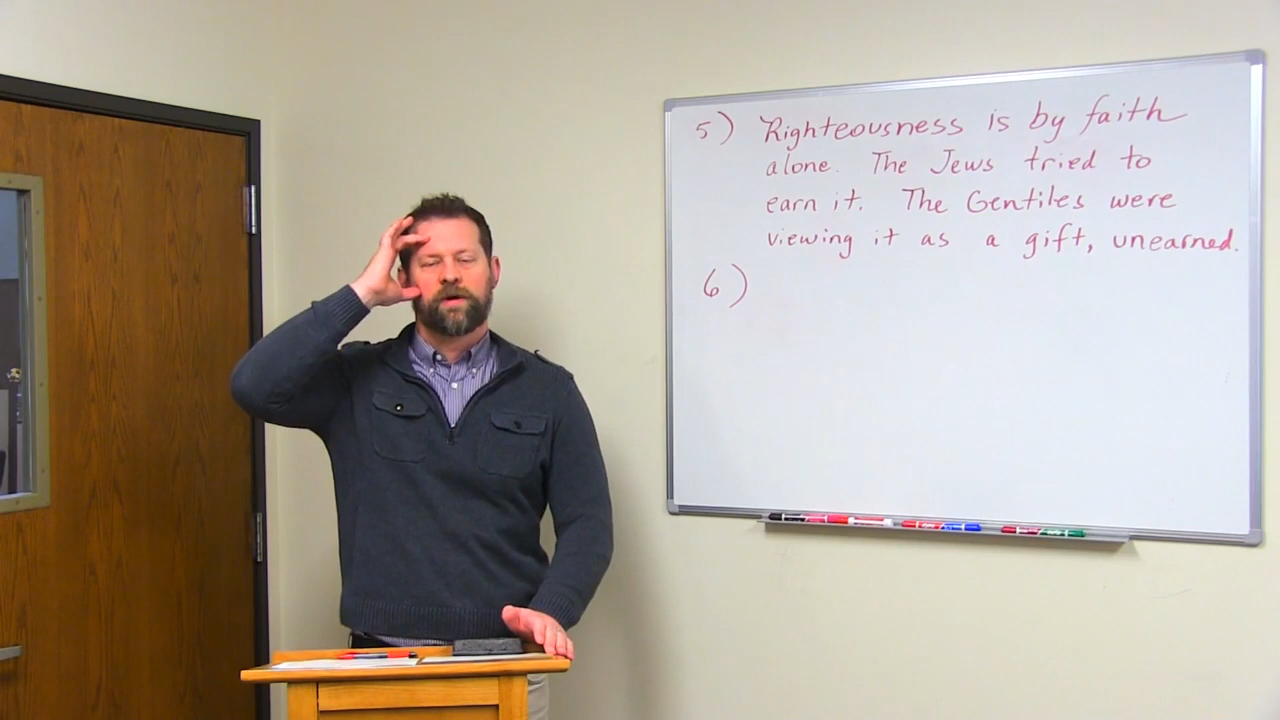 5) Righteousness is by faith
alone. The Jews tried to
earn it. The Gentiles were
viewing it as a gift, unearned.
6)